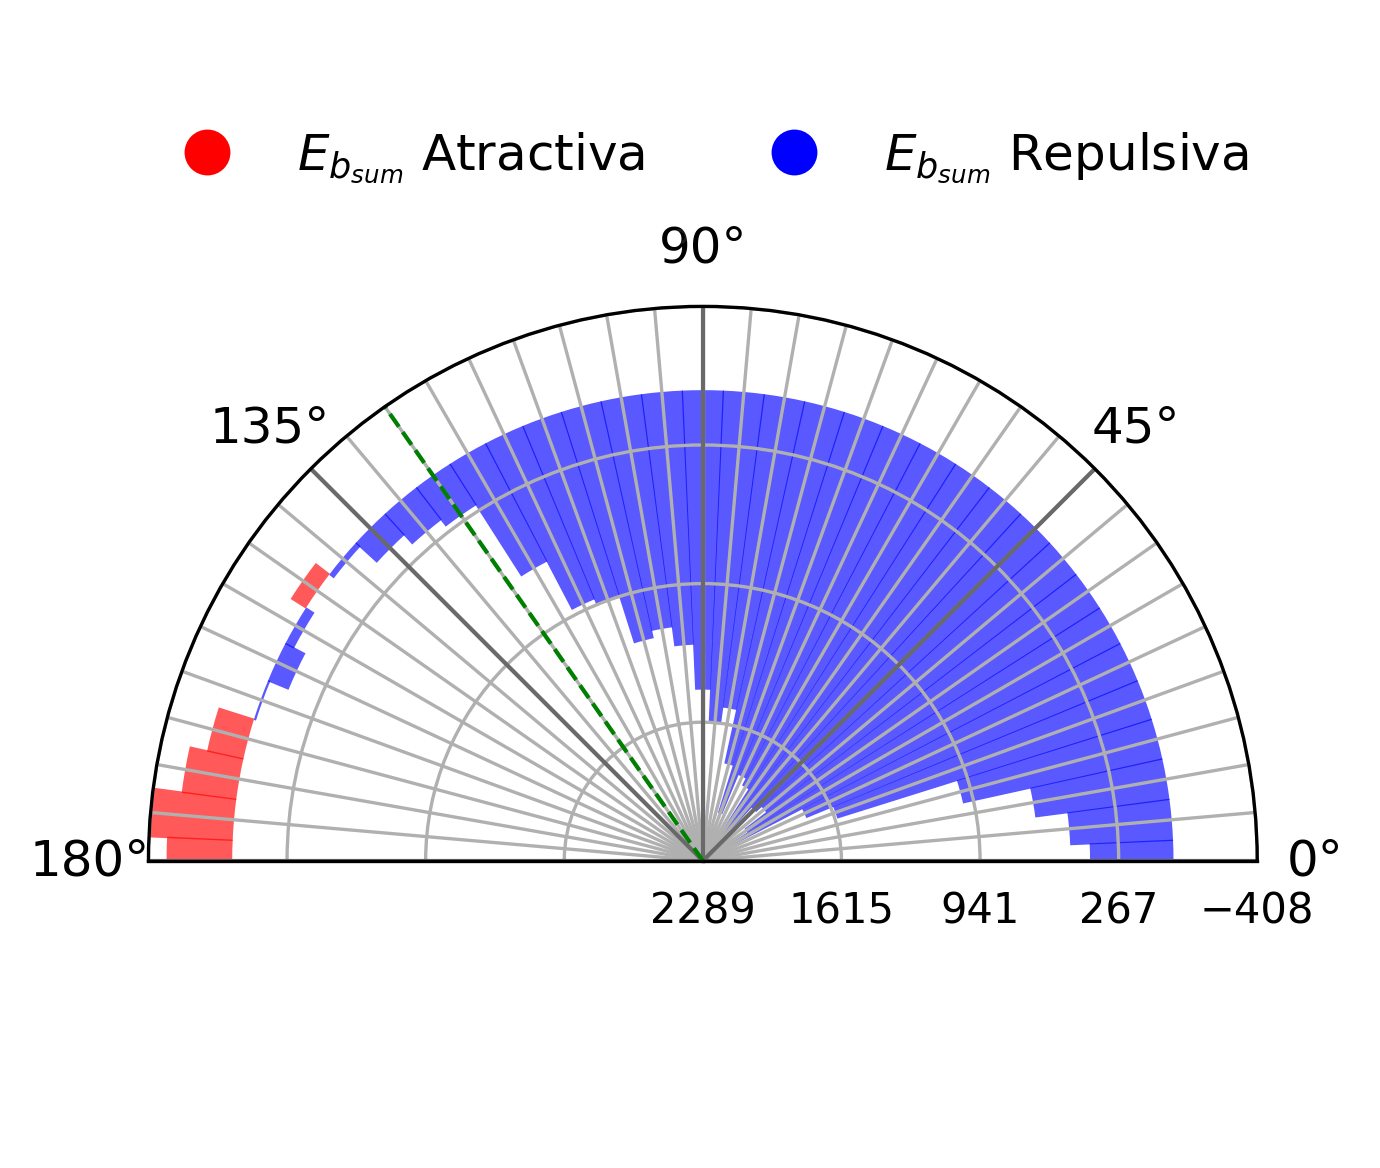 E_{b_{sum}} Atractiva E_{b_{sum}} Repulsiva
90°
135° 45°
180° 0°
2289 1615 941 267 −408